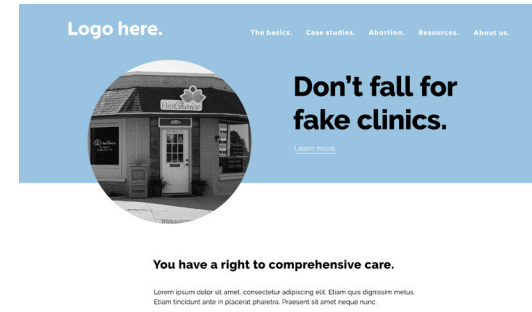 Logo here.
The basics. Case studies. Abortion. Resources. About us.
HerChoice
Don't fall for
fake clinics.
Learn more
You have a right to comprehensive care.
Lorem ipsum dolor sit amet, consectetur adipiscing elit. Etiam quis dignissim metus.
Etiam tincidunt ante in placerat pharetra. Praesent sit amet neque nunc.